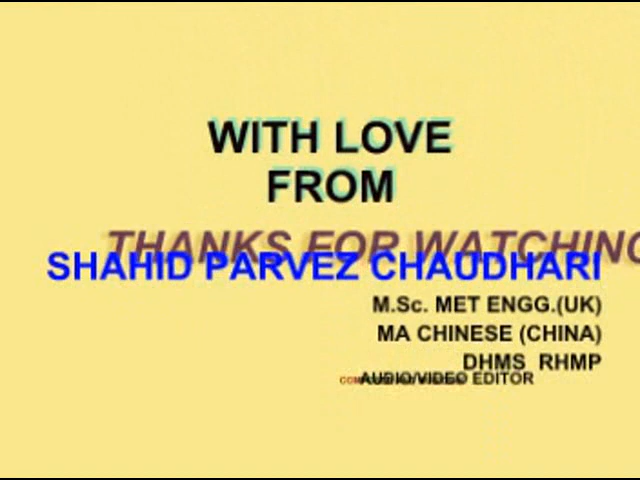 WITH LOVE
FROM
THANKS FOR WATCHING
SHAHID PARVEZ CHAUDHARI
M.Sc. MET ENGG.(UK)
MA CHINESE (CHINA)
DHMS RHMP
AUDIO/VIDEO EDITOR